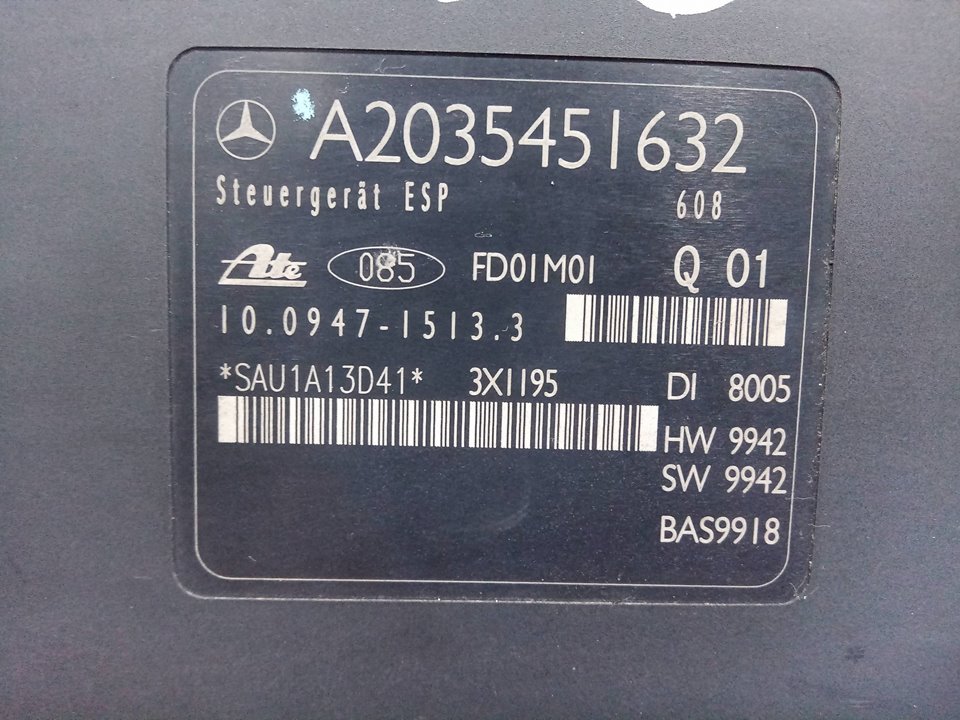 A2035451632
Steuergerät ESP 608
Ate 085 FD01M01 Q 01
10.0947-1513.3
*SAU1A13D41* 3X1195 DI 8005
HW 9942
SW 9942
BAS9918